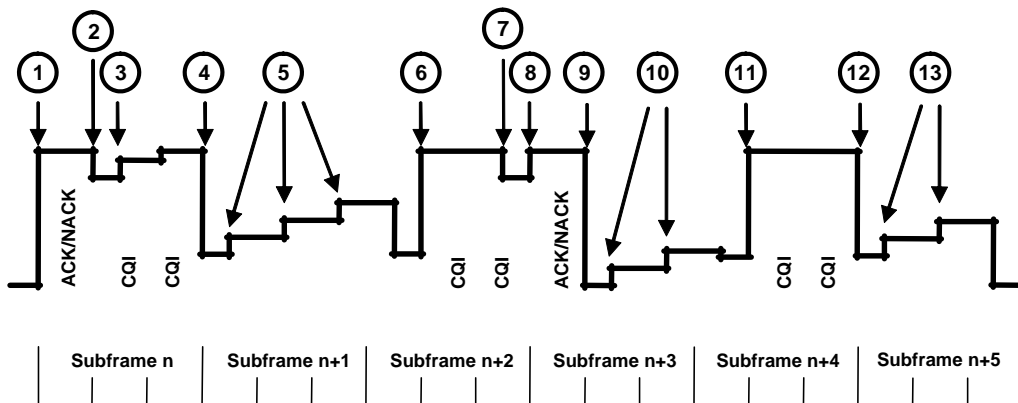 2
7
1
3
4
5
6
8
9
10
11
12
13
ACK/NACK
CQI
CQI
CQI
CQI
ACK/NACK
CQI
CQI
Subframe n
Subframe n+1
Subframe n+2
Subframe n+3
Subframe n+4
Subframe n+5